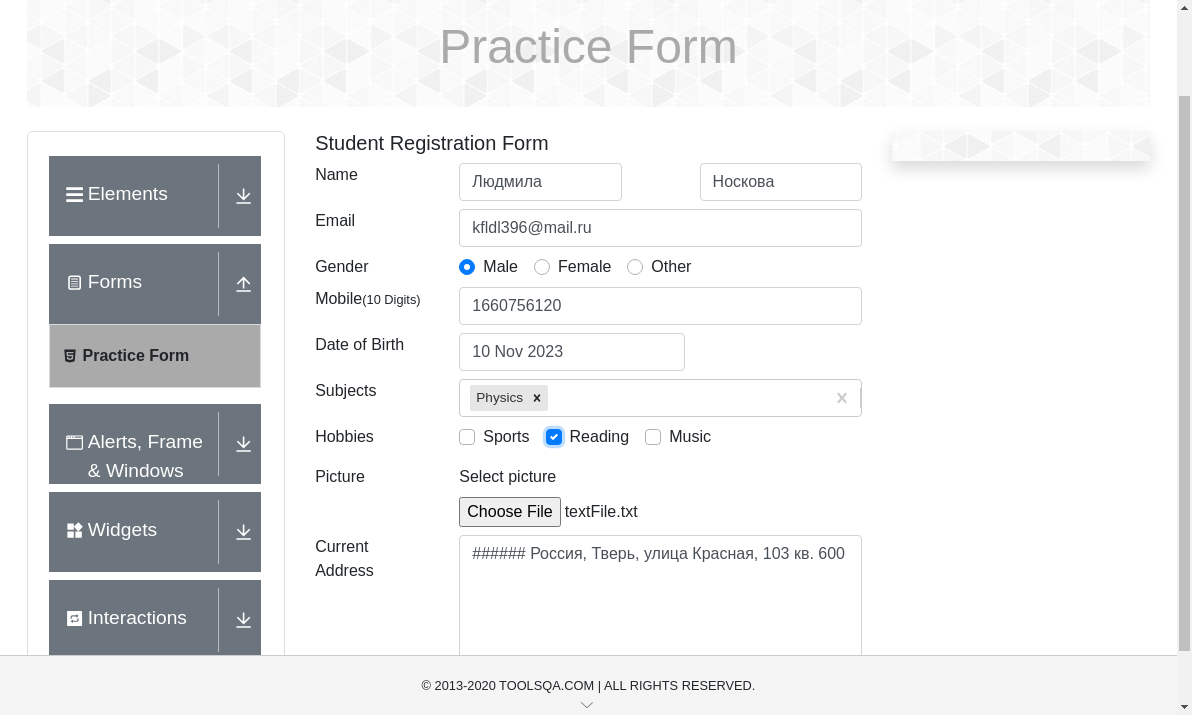 Practice Form
Elements
Forms
Practice Form
Alerts, Frame
& Windows
Widgets
Interactions
Student Registration Form
Name Людмила Носкова
Email kfldl396@mail.ru
Gender Male Female Other
Mobile(10 Digits) 1660756120
Date of Birth 10 Nov 2023
Subjects Physics
Hobbies Sports Reading Music
Picture Select picture
Choose File textFile.txt
Current
Address
###### Россия, Тверь, улица Красная, 103 кв. 600
© 2013-2020 TOOLSQA.COM | ALL RIGHTS RESERVED.